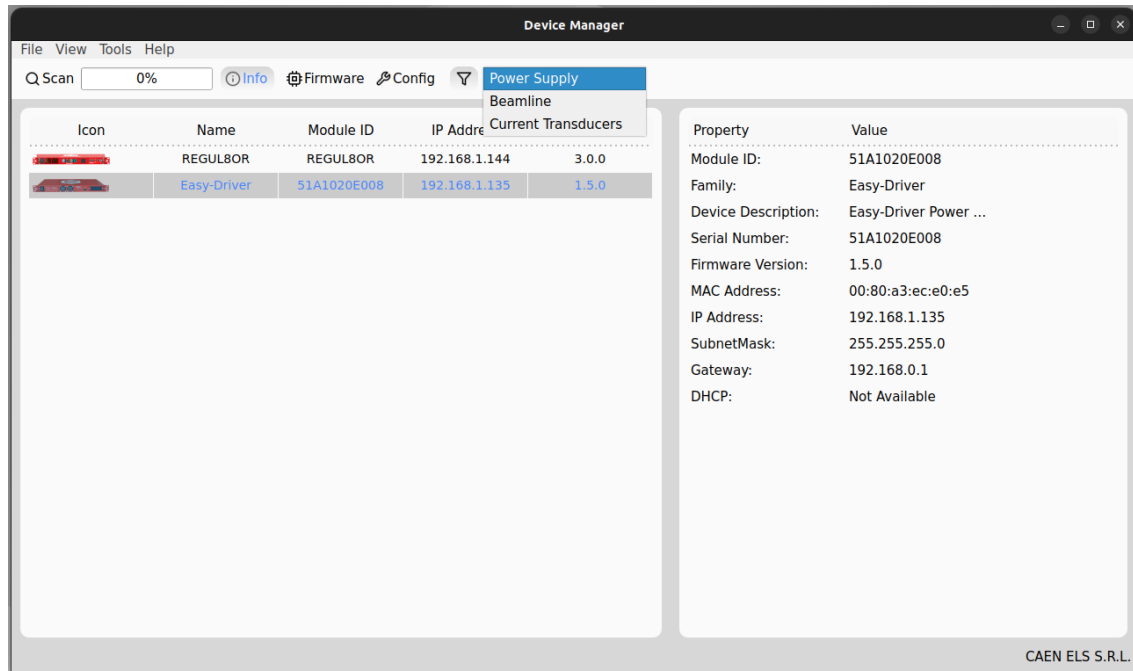 Device Manager
File View Tools Help
Scan 0% Info Firmware Config Power Supply
Beamline
Current Transducers
Icon Name Module ID IP Addre
REGUL8OR REGUL8OR 192.168.1.144 3.0.0
Easy-Driver 51A1020E008 192.168.1.135 1.5.0
Property Value
Module ID: 51A1020E008
Family: Easy-Driver
Device Description: Easy-Driver Power ...
Serial Number: 51A1020E008
Firmware Version: 1.5.0
MAC Address: 00:80:a3:ec:e0:e5
IP Address: 192.168.1.135
SubnetMask: 255.255.255.0
Gateway: 192.168.0.1
DHCP: Not Available
CAEN ELS S.R.L.